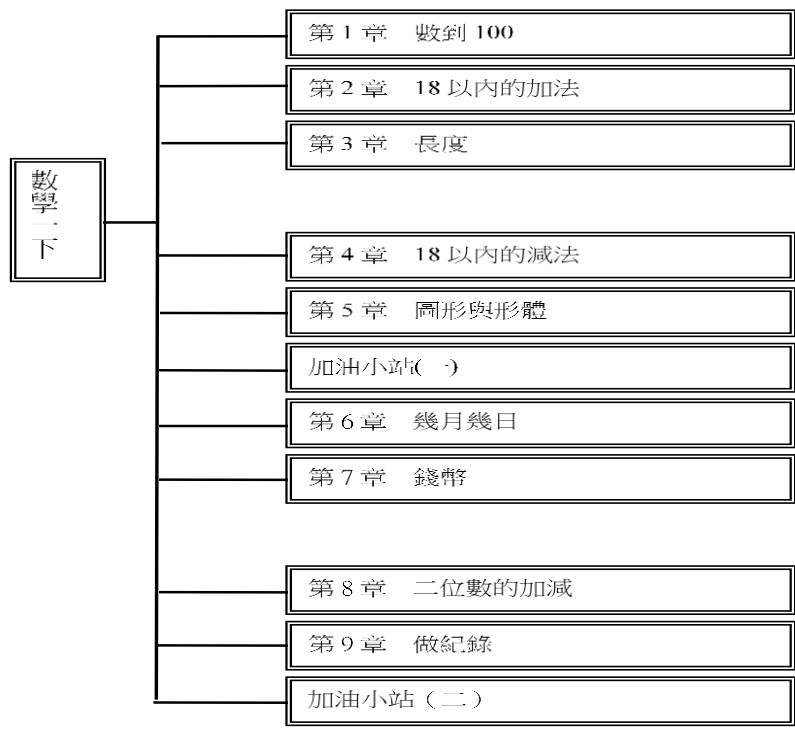 數學一下
第 1 章 數到 100
第 2 章 18 以內的加法
第 3 章 長度
第 4 章 18 以內的減法
第 5 章 圖形與形體
加油小站(一)
第 6 章 幾月幾日
第 7 章 錢幣
第 8 章 二位數的加減
第 9 章 做紀錄
加油小站（二）